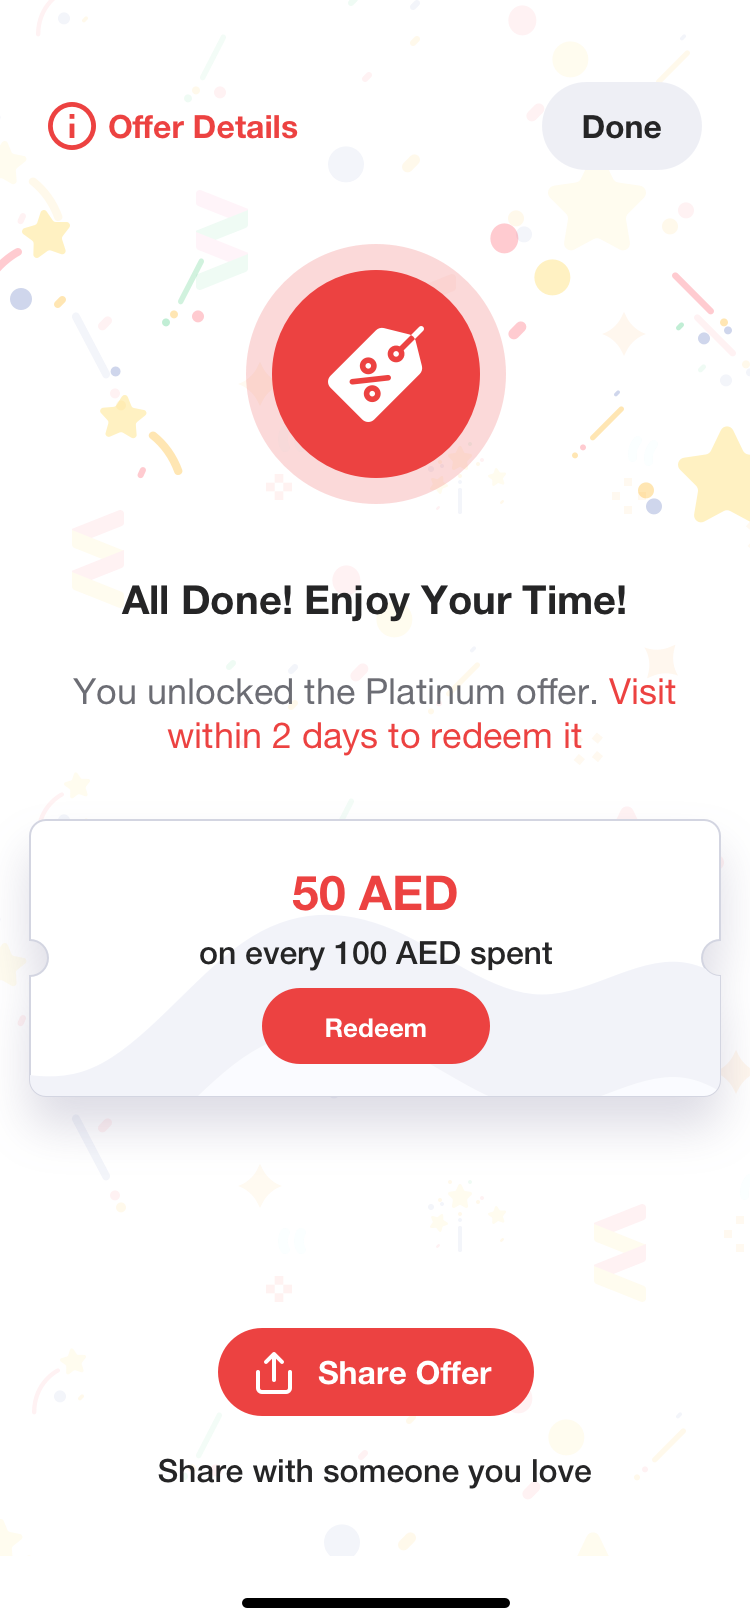 Offer Details
Done
All Done! Enjoy Your Time!
You unlocked the Platinum offer. Visit
within 2 days to redeem it
50 AED
on every 100 AED spent
Redeem
Share Offer
Share with someone you love